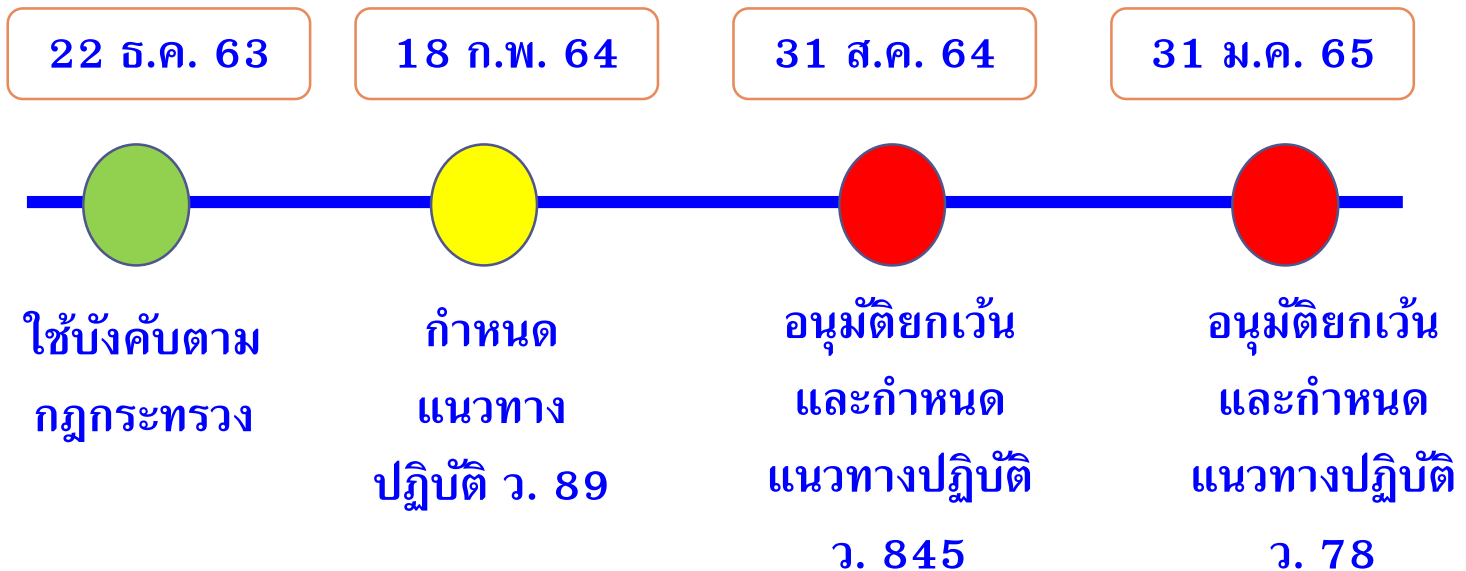 22 ธ.ค. 63
18 ก.พ. 64
31 ส.ค. 64
31 ม.ค. 65
ใช้บังคับตาม
กฎกระทรวง
กำหนด
แนวทาง
ปฏิบัติ ว. 89
อนุมัติยกเว้น
และกำหนด
แนวทางปฏิบัติ
ว. 845
อนุมัติยกเว้น
และกำหนด
แนวทางปฏิบัติ
ว. 78